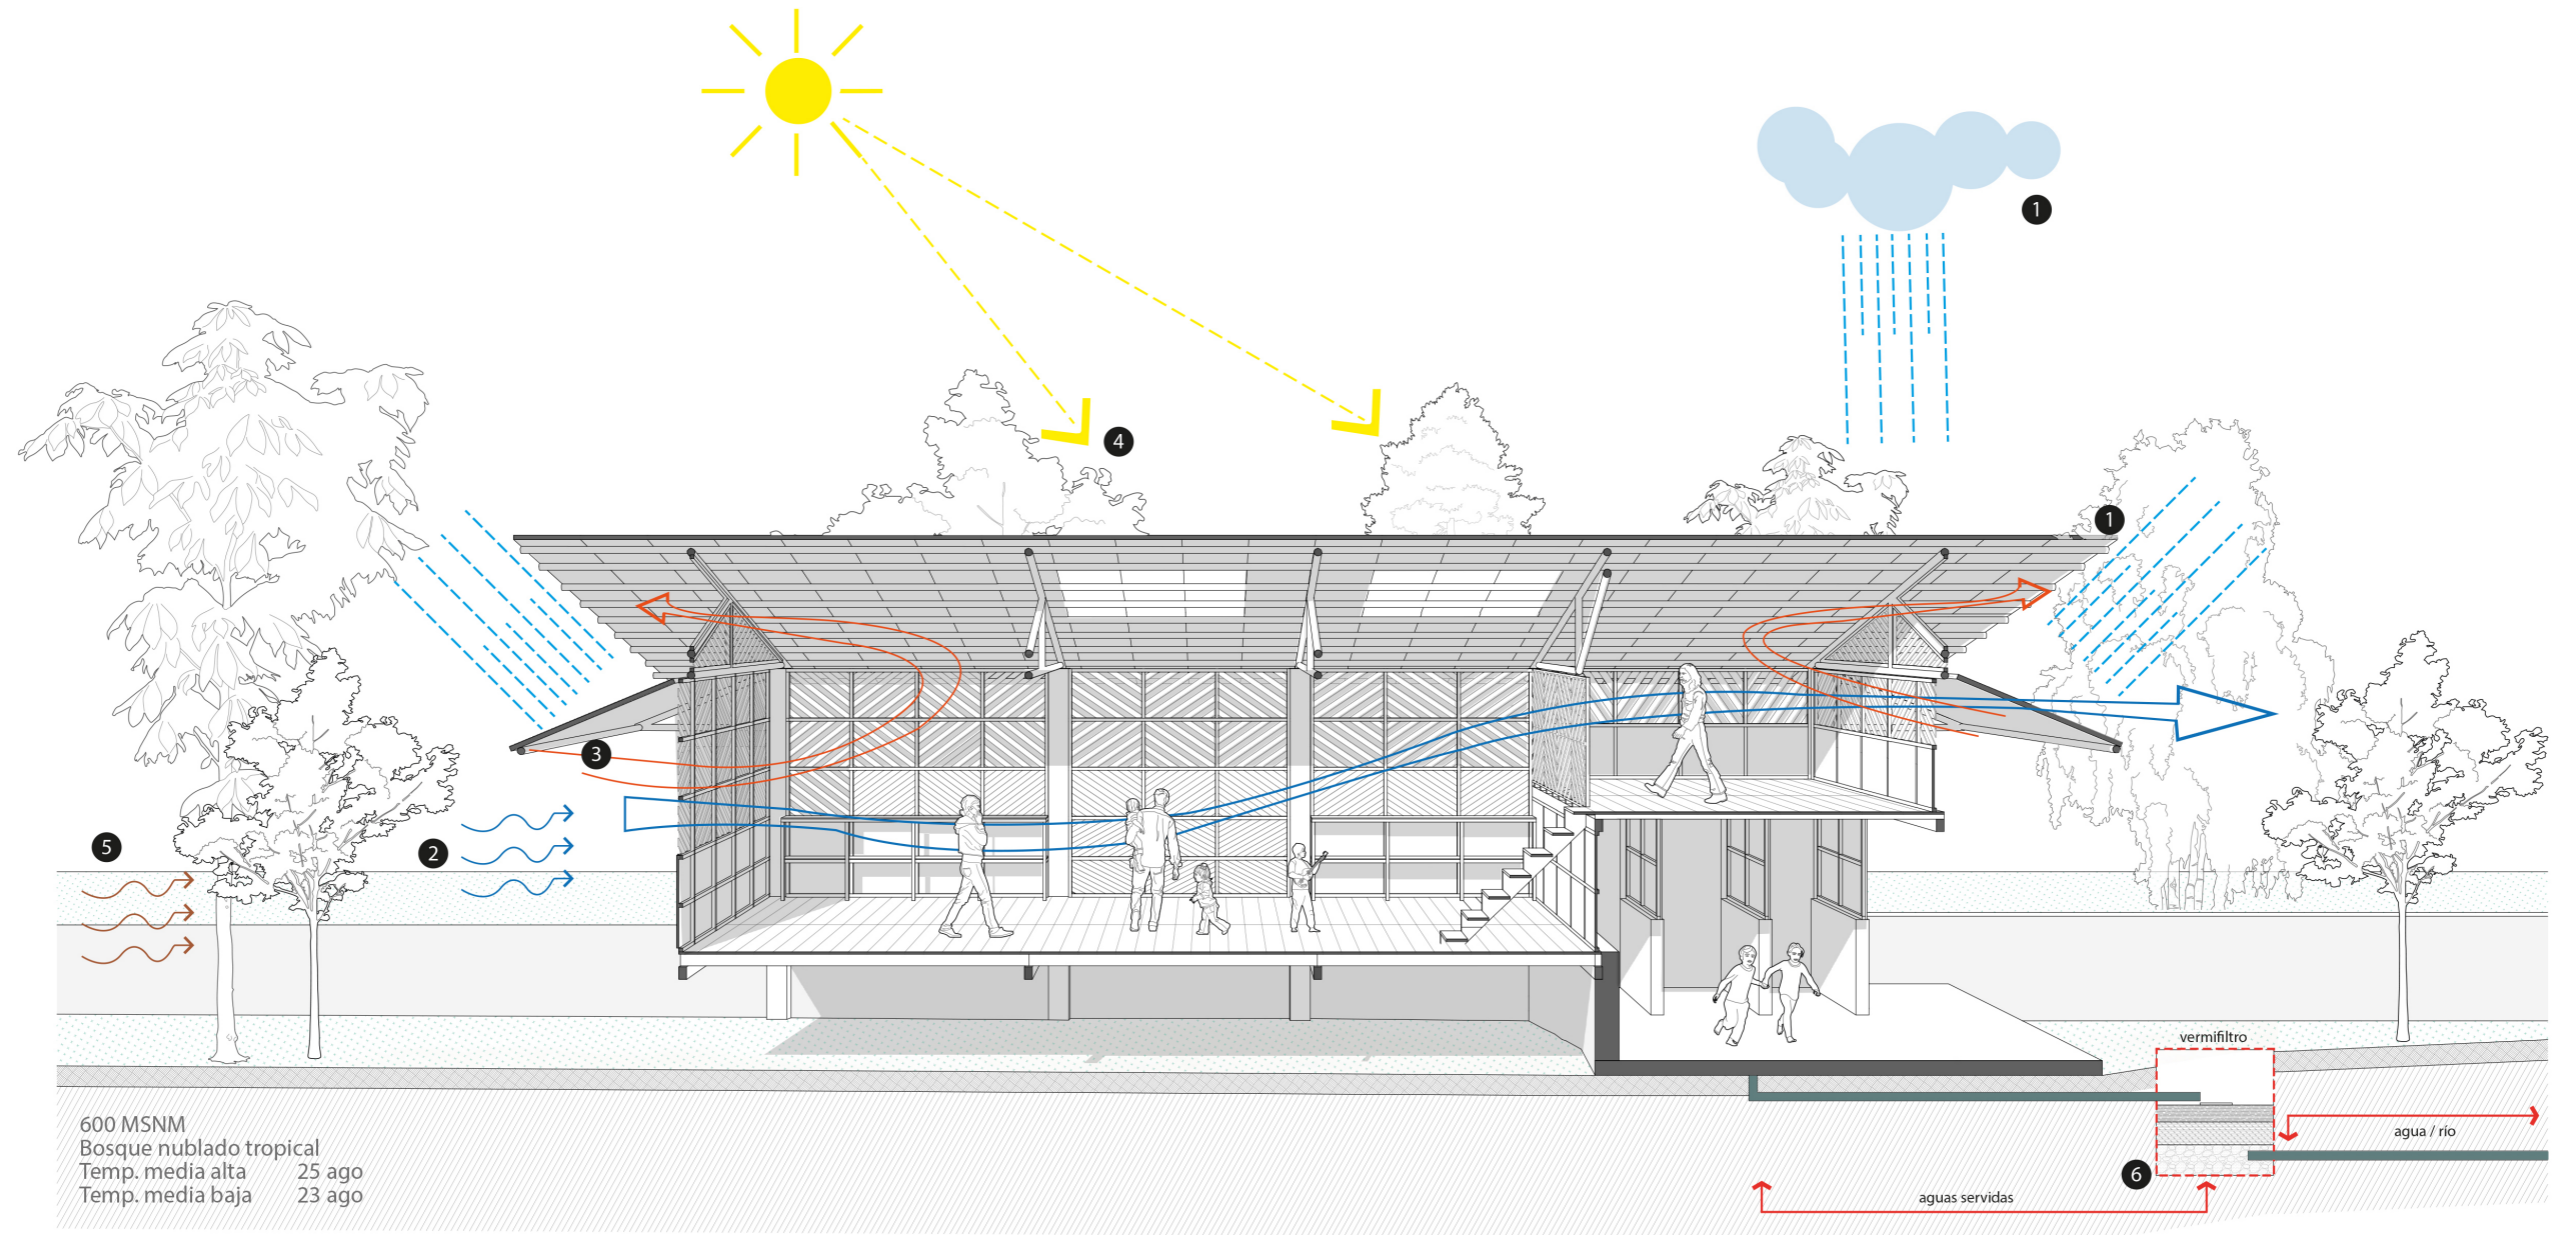 1
4
1
3
5
2
vermifiltro
600 MSNM
Bosque nublado tropical
Temp. media alta 25 ago
Temp. media baja 23 ago
agua / río
6
aguas servidas